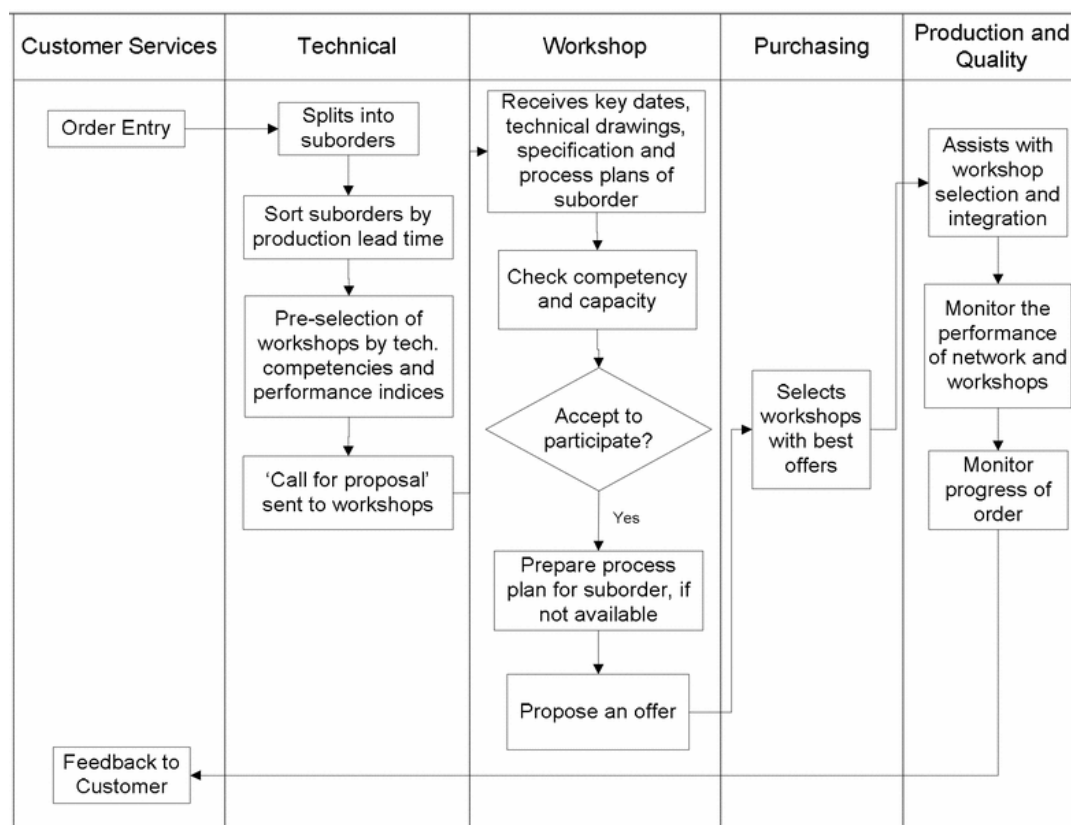 Customer Services
Technical
Workshop
Purchasing
Production and
Quality
Order Entry
Feedback to
Customer
Splits into
suborders
Sort suborders by
production lead time
Pre-selection of
workshops by tech.
competencies and
performance indices
‘Call for proposal’
sent to workshops
Receives key dates,
technical drawings,
specification and
process plans of
suborder
Check competency
and capacity
Accept to
participate?
Yes
Prepare process
plan for suborder, if
not available
Propose an offer
Selects
workshops
with best
offers
Assists with
workshop
selection and
integration
Monitor the
performance
of network and
workshops
Monitor
progress of
order